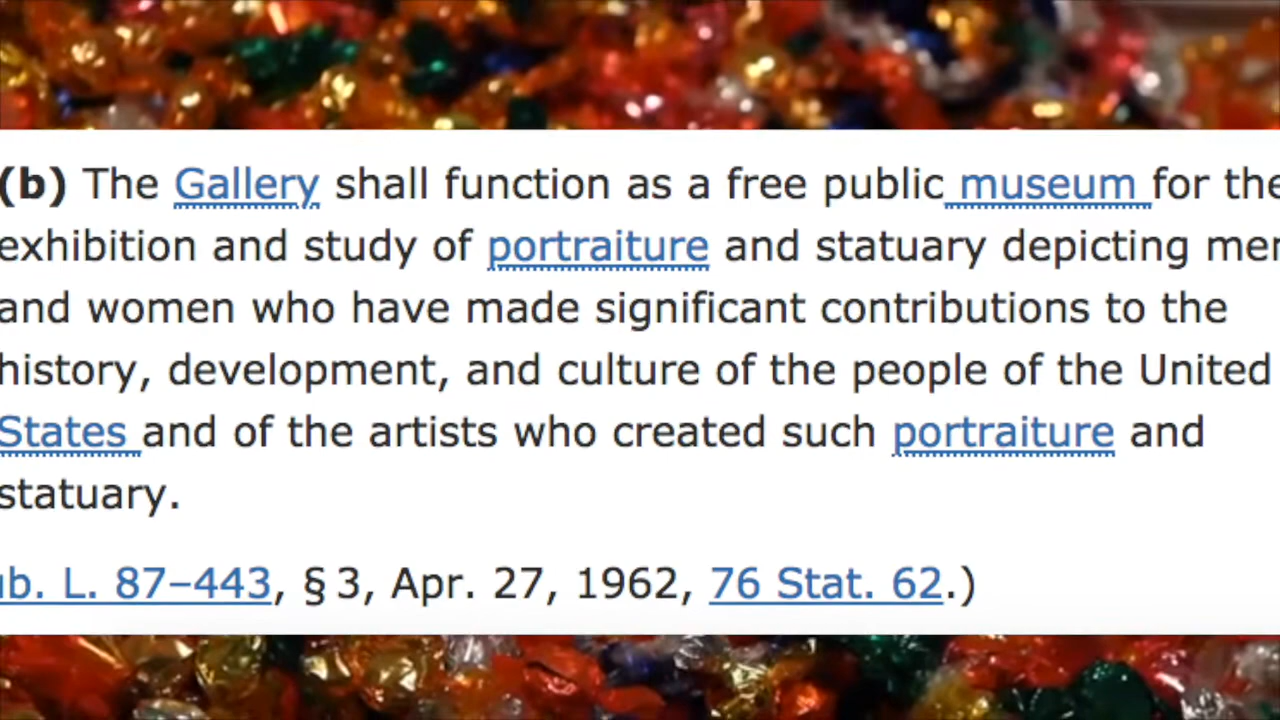 (b) The Gallery shall function as a free public museum for the
exhibition and study of portraiture and statuary depicting men
and women who have made significant contributions to the
history, development, and culture of the people of the United
States and of the artists who created such portraiture and
statuary.
ub. L. 87–443, § 3, Apr. 27, 1962, 76 Stat. 62.)